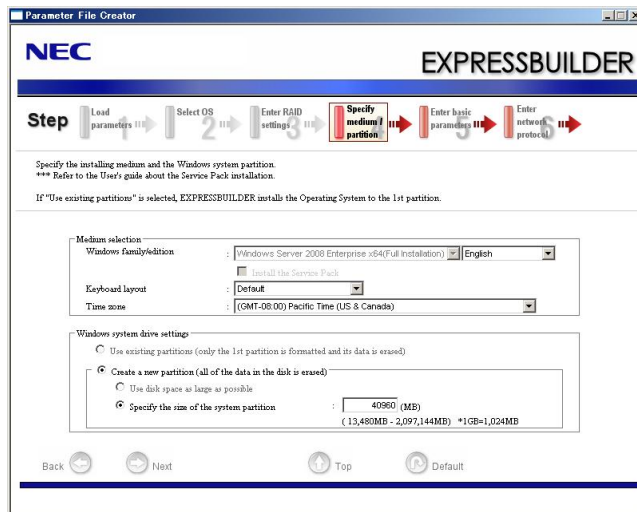 Parameter File Creator
NEC
EXPRESSBUILDER
Step
Load parameters 1
Select OS 2
Enter RAID settings 3
Specify medium / partition 4
Enter basic parameters 5
Enter network protocol 6
Specify the installing medium and the Windows system partition.
*** Refer to the User's guide about the Service Pack installation.
If "Use existing partitions" is selected, EXPRESSBUILDER installs the Operating System to the 1st partition.
Medium selection
Windows family/edition : Windows Server 2008 Enterprise x64(Full Installation) English
Install the Service Pack
Keyboard layout : Default
Time zone : (GMT-08:00) Pacific Time (US & Canada)
Windows system drive settings
Use existing partitions (only the 1st partition is formatted and its data is erased)
Create a new partition (all of the data in the disk is erased)
Use disk space as large as possible
Specify the size of the system partition : 40960 (MB)
( 13,480MB - 2,097,144MB) *1GB=1,024MB
Back Next Top Default